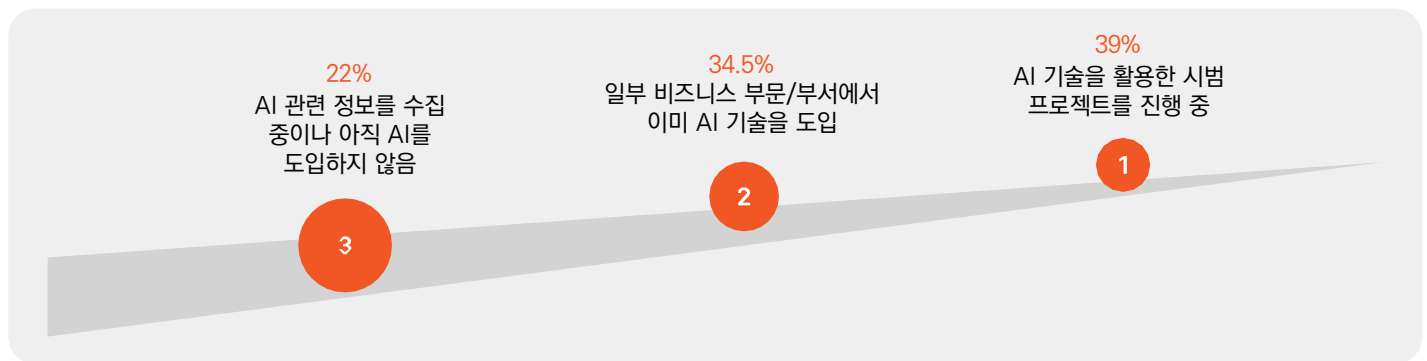 22%
AI 관련 정보를 수집
중이나 아직 AI를
도입하지 않음
3
34.5%
일부 비즈니스 부문/부서에서
이미 AI 기술을 도입
2
39%
AI 기술을 활용한 시범
프로젝트를 진행 중
1